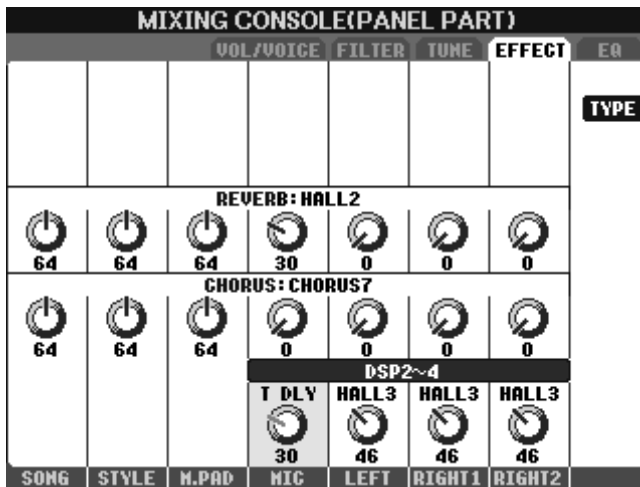 MIXING CONSOLE(PANEL PART)
VOL/VOICE FILTER TUNE EFFECT EQ
TYPE
REVERB:HALL2
64 64 64 30 0 0 0
CHORUS:CHORUS7
64 64 64 0 0 0 0
DSP2~4
T DLY HALL3 HALL3 HALL3
30 46 46 46
SONG STYLE M.PAD MIC LEFT RIGHT1 RIGHT2